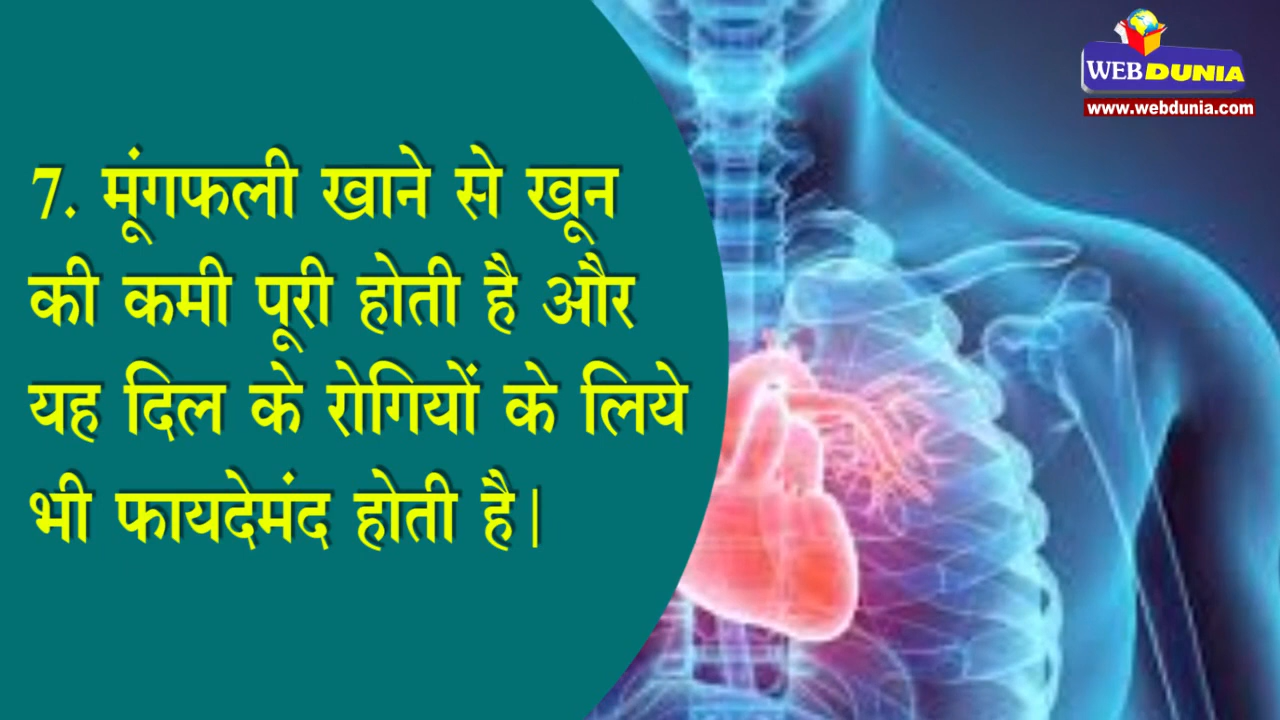 7. मूंगफली खाने से खून
की कमी पूरी होती है और
यह दिल के रोगियों के लिये
भी फायदेमंद होती है।
WEBDUNIA
www.webdunia.com